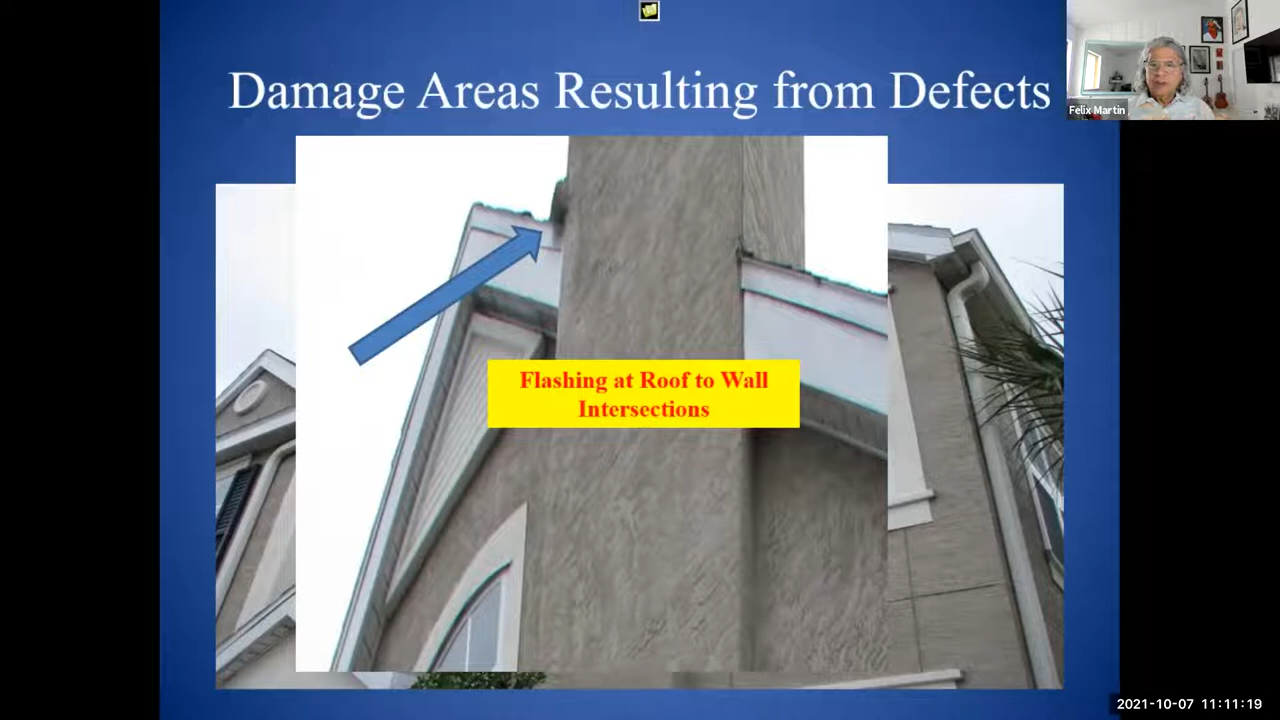 Damage Areas Resulting from Defects
Felix Martin
Flashing at Roof to Wall
Intersections
2021-10-07 11:11:19